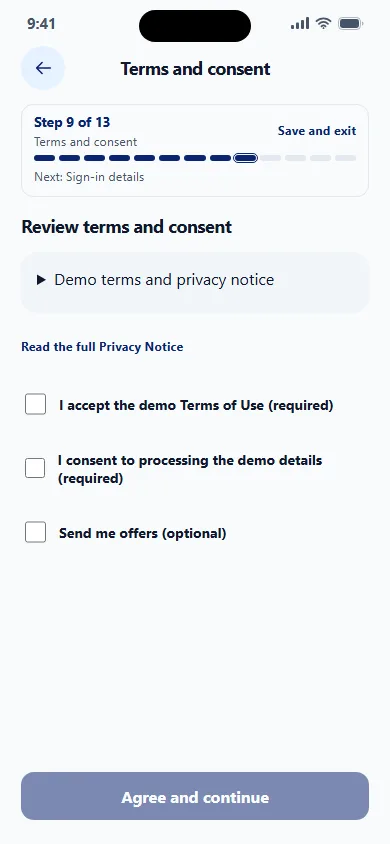 9:41
Terms and consent
Step 9 of 13
Save and exit
Terms and consent
Next: Sign-in details
Review terms and consent
Demo terms and privacy notice
Read the full Privacy Notice
I accept the demo Terms of Use (required)
I consent to processing the demo details
(required)
Send me offers (optional)
Agree and continue